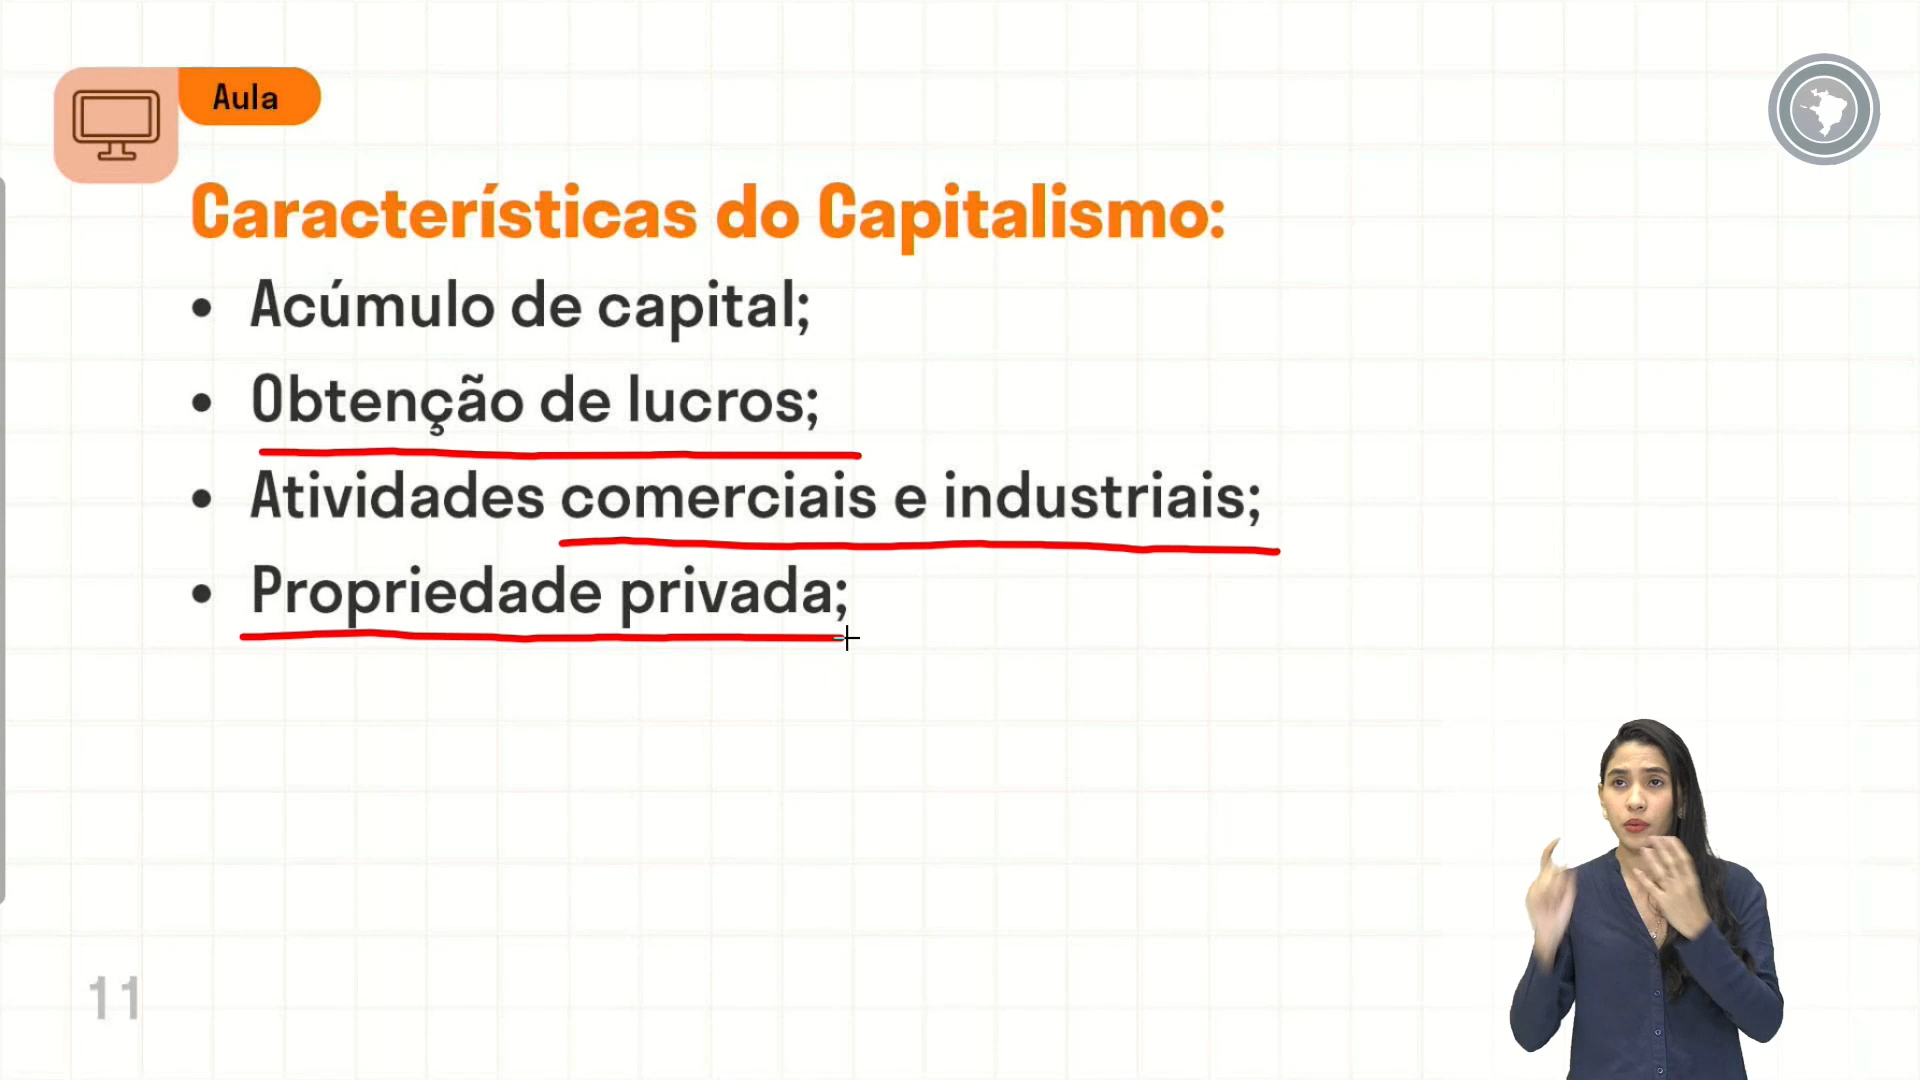 Aula
Características do Capitalismo:
• Acúmulo de capital;
• Obtenção de lucros;
• Atividades comerciais e industriais;
• Propriedade privada;
11